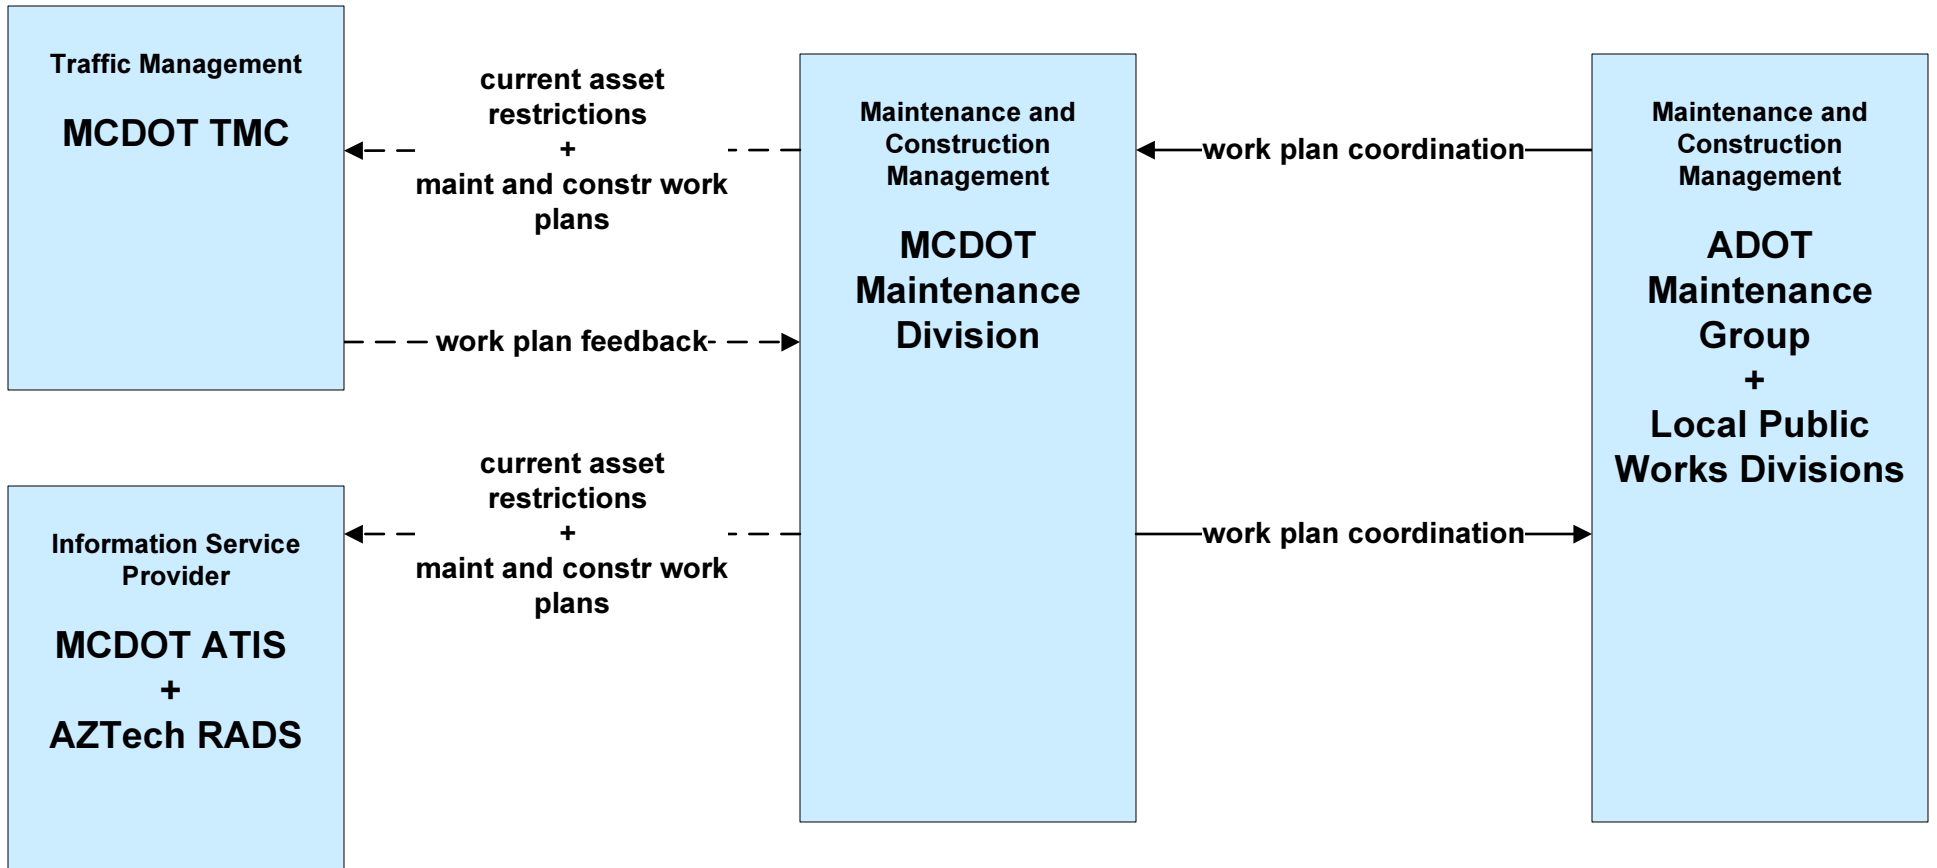 Traffic Management
MCDOT TMC
current asset
restrictions
+
maint and constr work
plans
work plan feedback
Information Service
Provider
MCDOT ATIS
+
AZTech RADS
current asset
restrictions
+
maint and constr work
plans
Maintenance and
Construction
Management
MCDOT
Maintenance
Division
work plan coordination
work plan coordination
Maintenance and
Construction
Management
ADOT
Maintenance
Group
+
Local Public
Works Divisions